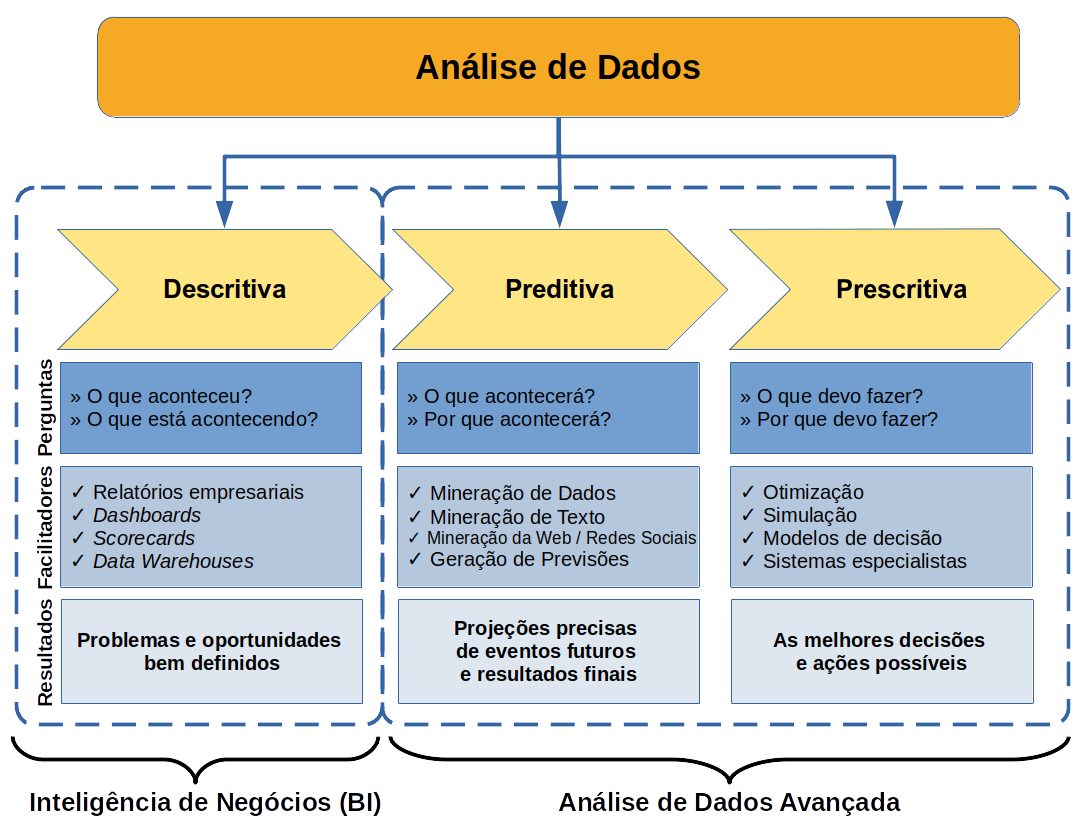 Análise de Dados
Descritiva
Preditiva
Prescritiva
Perguntas
» O que aconteceu?
» O que está acontecendo?
» O que acontecerá?
» Por que acontecerá?
» O que devo fazer?
» Por que devo fazer?
Facilitadores
✓ Relatórios empresariais
✓ Dashboards
✓ Scorecards
✓ Data Warehouses
✓ Mineração de Dados
✓ Mineração de Texto
✓ Mineração da Web / Redes Sociais
✓ Geração de Previsões
✓ Otimização
✓ Simulação
✓ Modelos de decisão
✓ Sistemas especialistas
Resultados
Problemas e oportunidades
bem definidos
Projeções precisas
de eventos futuros
e resultados finais
As melhores decisões
e ações possíveis
Inteligência de Negócios (BI)
Análise de Dados Avançada